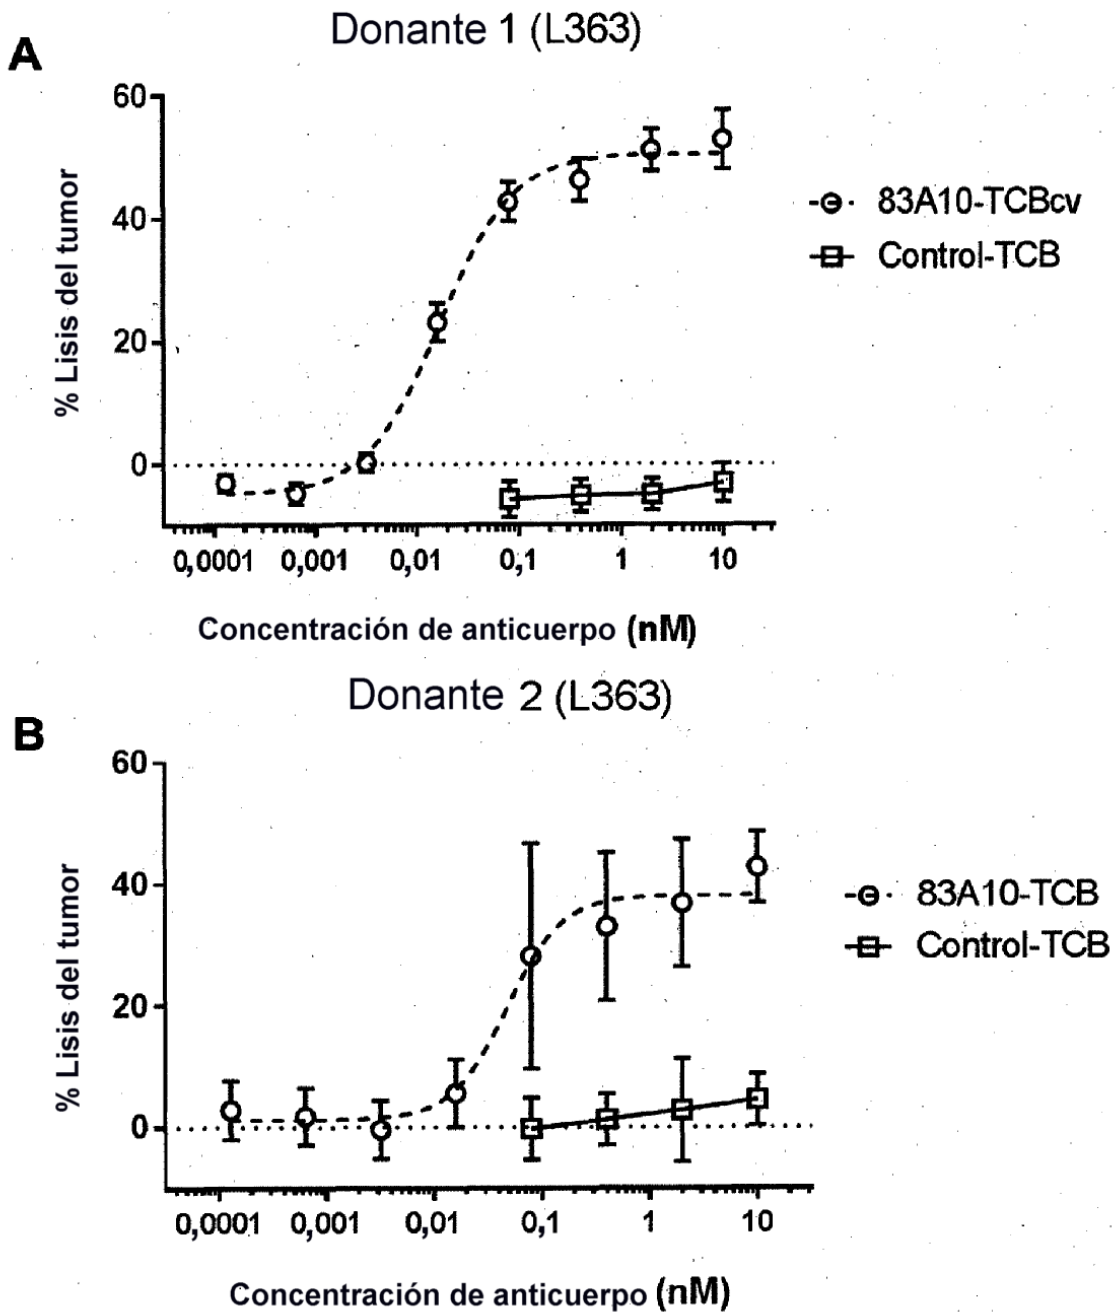 A
Donante 1 (L363)
60
40
20
0
% Lisis del tumor
83A10-TCBcv
Control-TCB
0,0001 0,001 0,01 0,1 1 10
Concentración de anticuerpo (nM)
B
Donante 2 (L363)
60
40
20
0
% Lisis del tumor
83A10-TCB
Control-TCB
0,0001 0,001 0,01 0,1 1 10
Concentración de anticuerpo (nM)